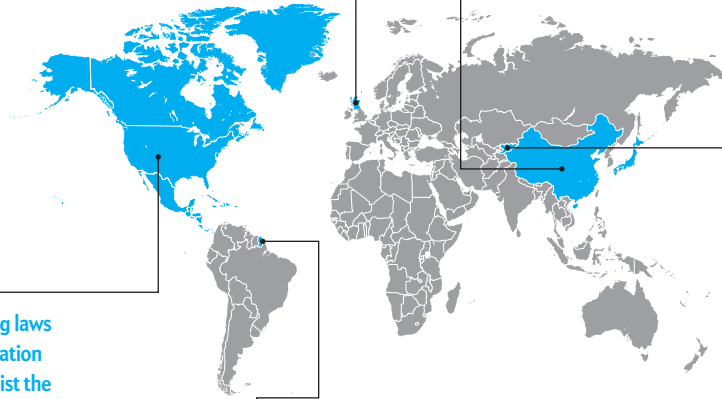 g laws
ation
ist the